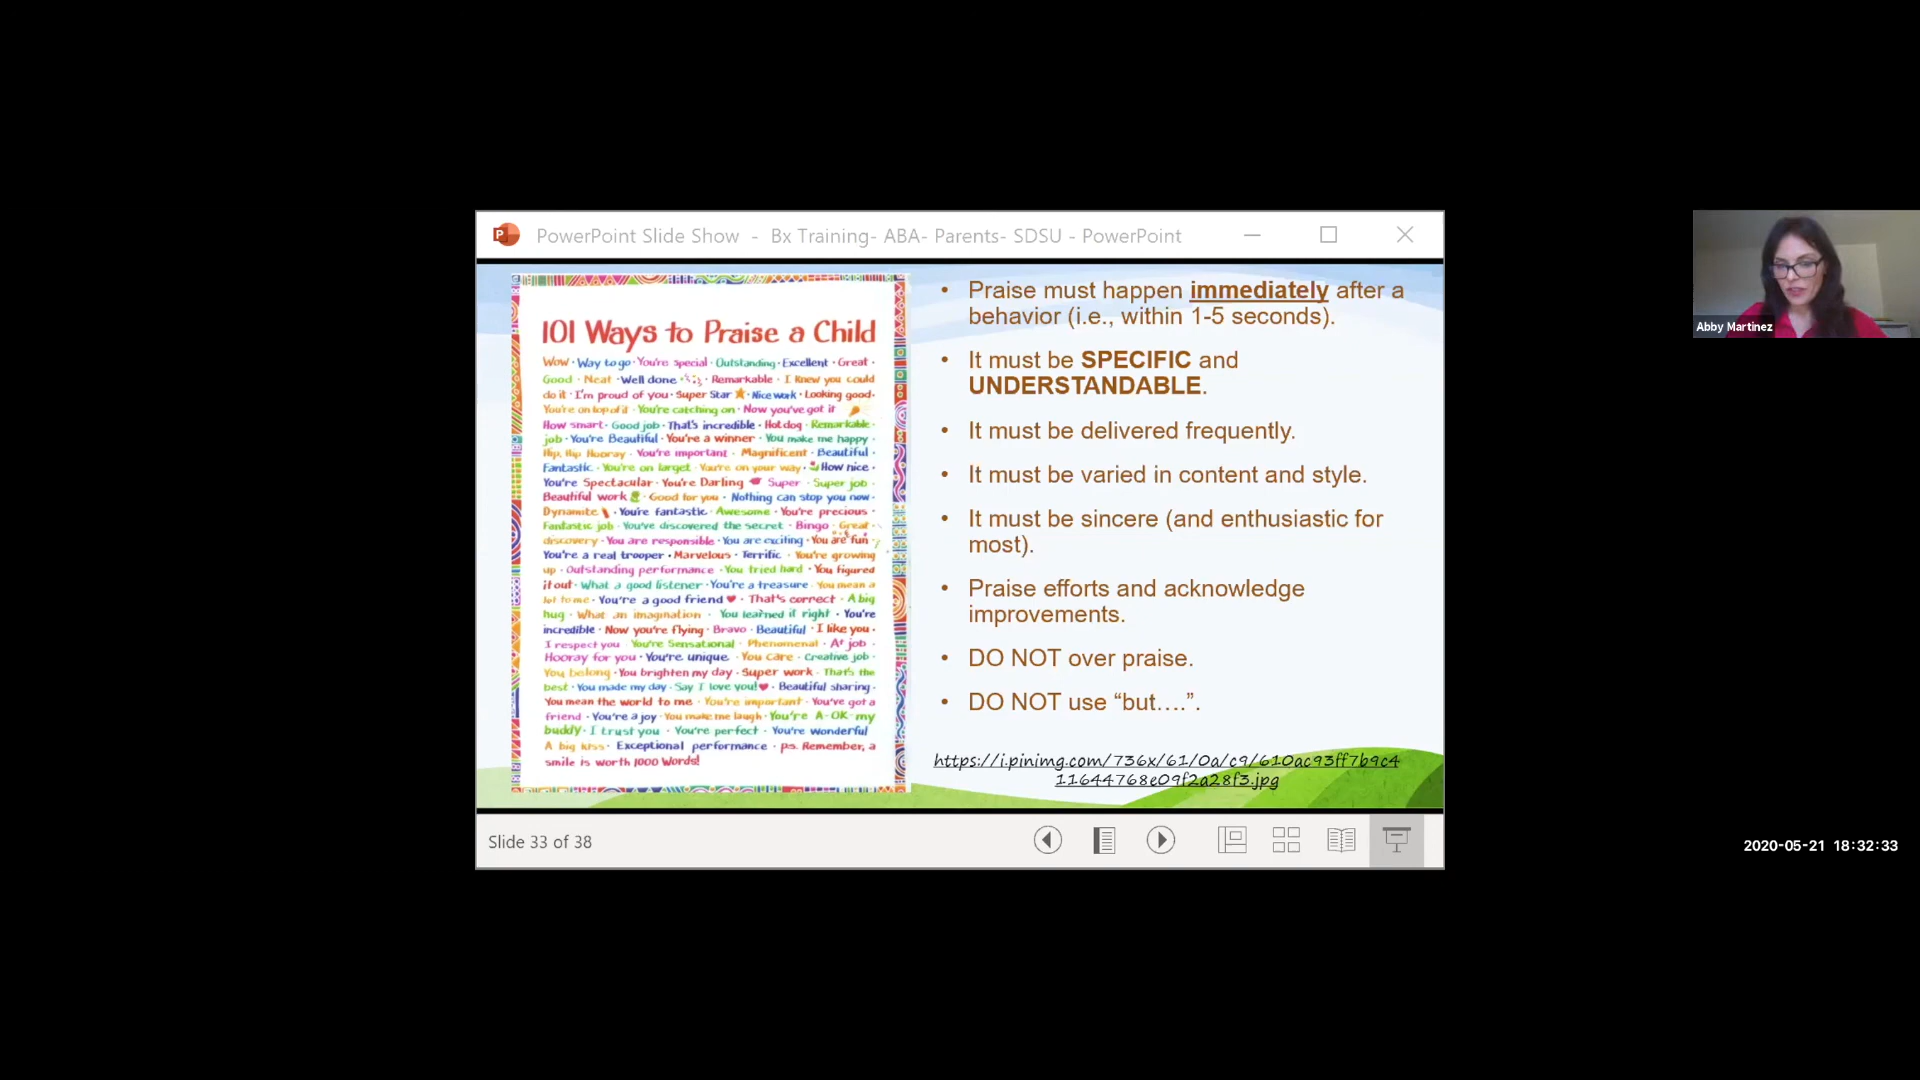 PowerPoint Slide Show - Bx Training- ABA- Parents- SDSU - PowerPoint
101 Ways to Praise a Child
Wow · Way to go · You're special · Outstanding · Excellent · Great ·
Good · Neat · Well done · Remarkable · I knew you could
do it · I'm proud of you · Super Star · Nice work · Looking good ·
You're on top of it · You're catching on · Now you've got it
How smart · Good job · That's incredible · Hot dog · Remarkable
job · You're Beautiful · You're a winner · You make me happy ·
Hip, Hip Hooray · You're important · Magnificent · Beautiful ·
Fantastic · You're on target · You're on your way · How nice ·
You're Spectacular · You're Darling · Super · Super job ·
Beautiful work · Good for you · Nothing can stop you now ·
Dynamite · You're fantastic · Awesome · You're precious ·
Fantastic job · You've discovered the secret · Bingo · Great ·
discovery · You are responsible · You are exciting · You are fun ·
You're a real trooper · Marvelous · Terrific · You're growing
up · Outstanding performance · You tried hard · You figured
it out · What a good listener · You're a treasure · You mean a
lot to me · You're a good friend · That's correct · A big
hug · What an imagination · You learned it right · You're
incredible · Now you're flying · Bravo · Beautiful · I like you ·
I respect you · You're Sensational · Phenomenal · A+ job ·
Hooray for you · You're unique · You care · Creative job ·
You belong · You brighten my day · Super work · That's the
best · You made my day · Say I love you! · Beautiful sharing ·
You mean the world to me · You're important · You've got a
friend · You're a joy · You make me laugh · You're A-OK my
buddy · I trust you · You're perfect · You're wonderful
A big kiss · Exceptional performance · p.s. Remember, a
smile is worth 1000 Words!
• Praise must happen immediately after a
behavior (i.e., within 1-5 seconds).
• It must be SPECIFIC and
UNDERSTANDABLE.
• It must be delivered frequently.
• It must be varied in content and style.
• It must be sincere (and enthusiastic for
most).
• Praise efforts and acknowledge
improvements.
• DO NOT over praise.
• DO NOT use “but….”.
https://i.pinimg.com/736x/61/0a/c9/610ac93ff7b9c4
11644768e09f2a28f3.jpg
Slide 33 of 38
Abby Martinez
2020-05-21 18:32:33